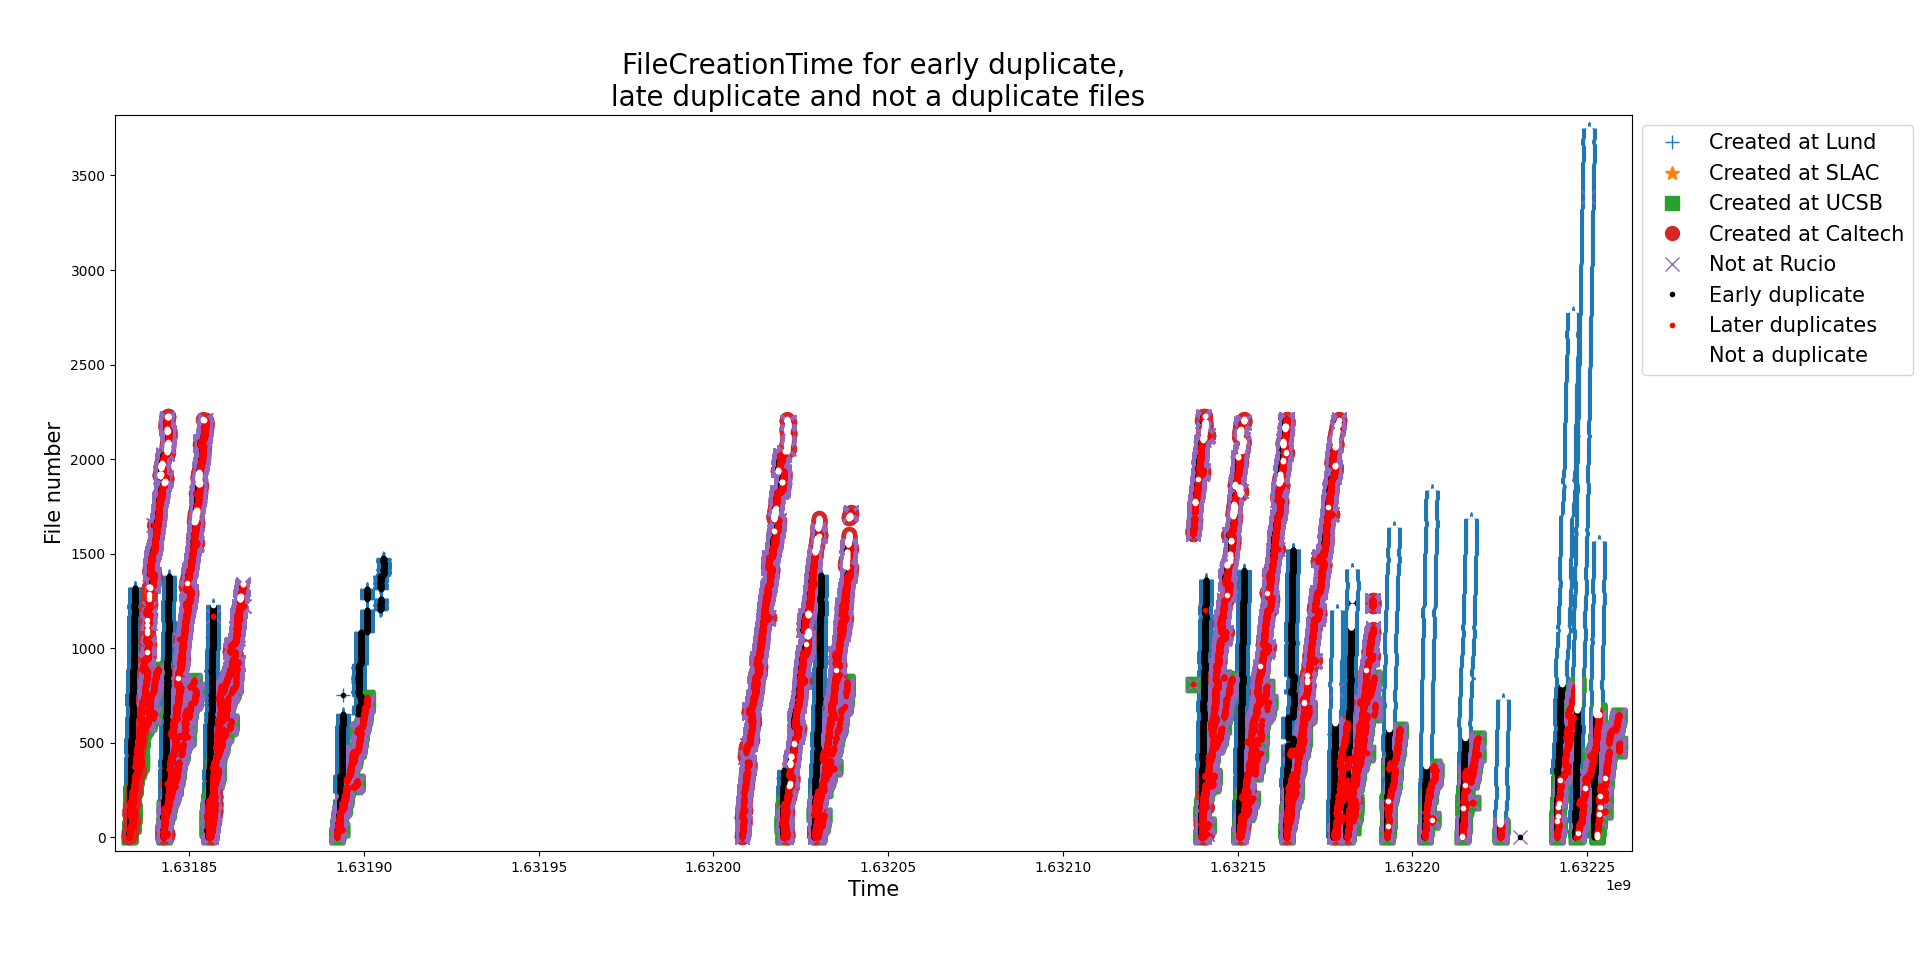 FileCreationTime for early duplicate,
late duplicate and not a duplicate files
Created at Lund
Created at SLAC
Created at UCSB
Created at Caltech
Not at Rucio
Early duplicate
Later duplicates
Not a duplicate
File number
3500
3000
2500
2000
1500
1000
500
0
1.63185 1.63190 1.63195 1.63200 1.63205 1.63210 1.63215 1.63220 1.63225
1e9
Time